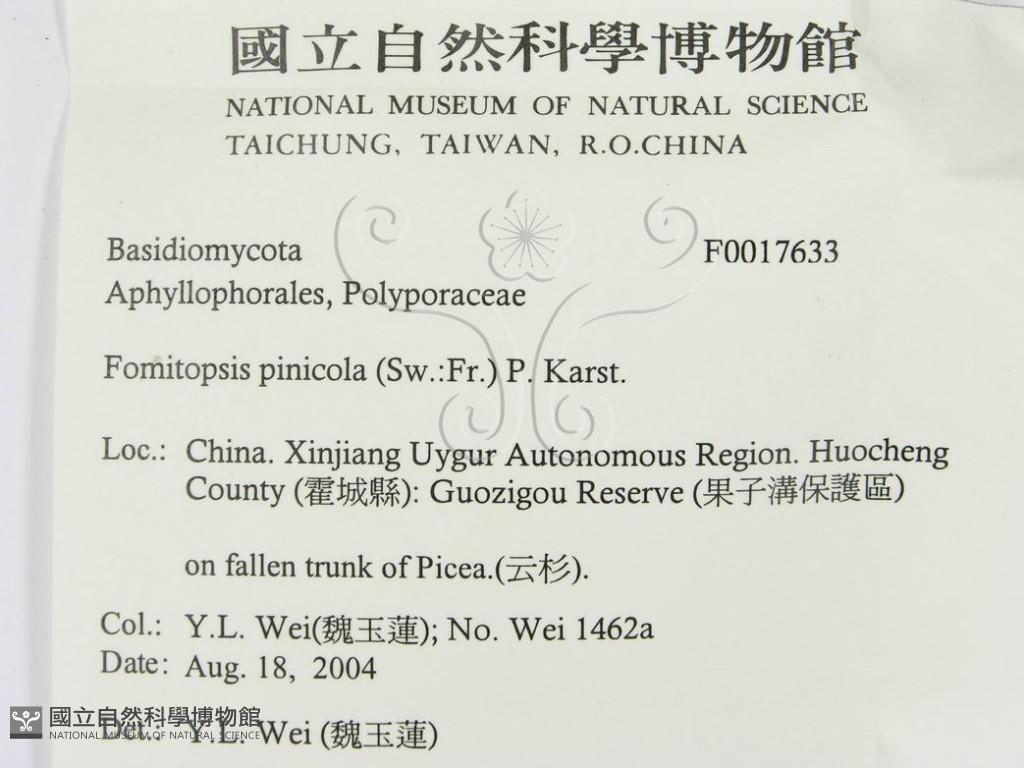 國立自然科學博物館
NATIONAL MUSEUM OF NATURAL SCIENCE
TAICHUNG, TAIWAN, R.O.CHINA
Basidiomycota F0017633
Aphyllophorales, Polyporaceae
Fomitopsis pinicola (Sw.:Fr.) P. Karst.
Loc.: China. Xinjiang Uygur Autonomous Region. Huocheng
County (霍城縣): Guozigou Reserve (果子溝保護區)
on fallen trunk of Picea.(云杉).
Col.: Y.L. Wei(魏玉蓮); No. Wei 1462a
Date: Aug. 18, 2004
Det.: Y.L. Wei (魏玉蓮)
國立自然科學博物館
NATIONAL MUSEUM OF NATURAL SCIENCE